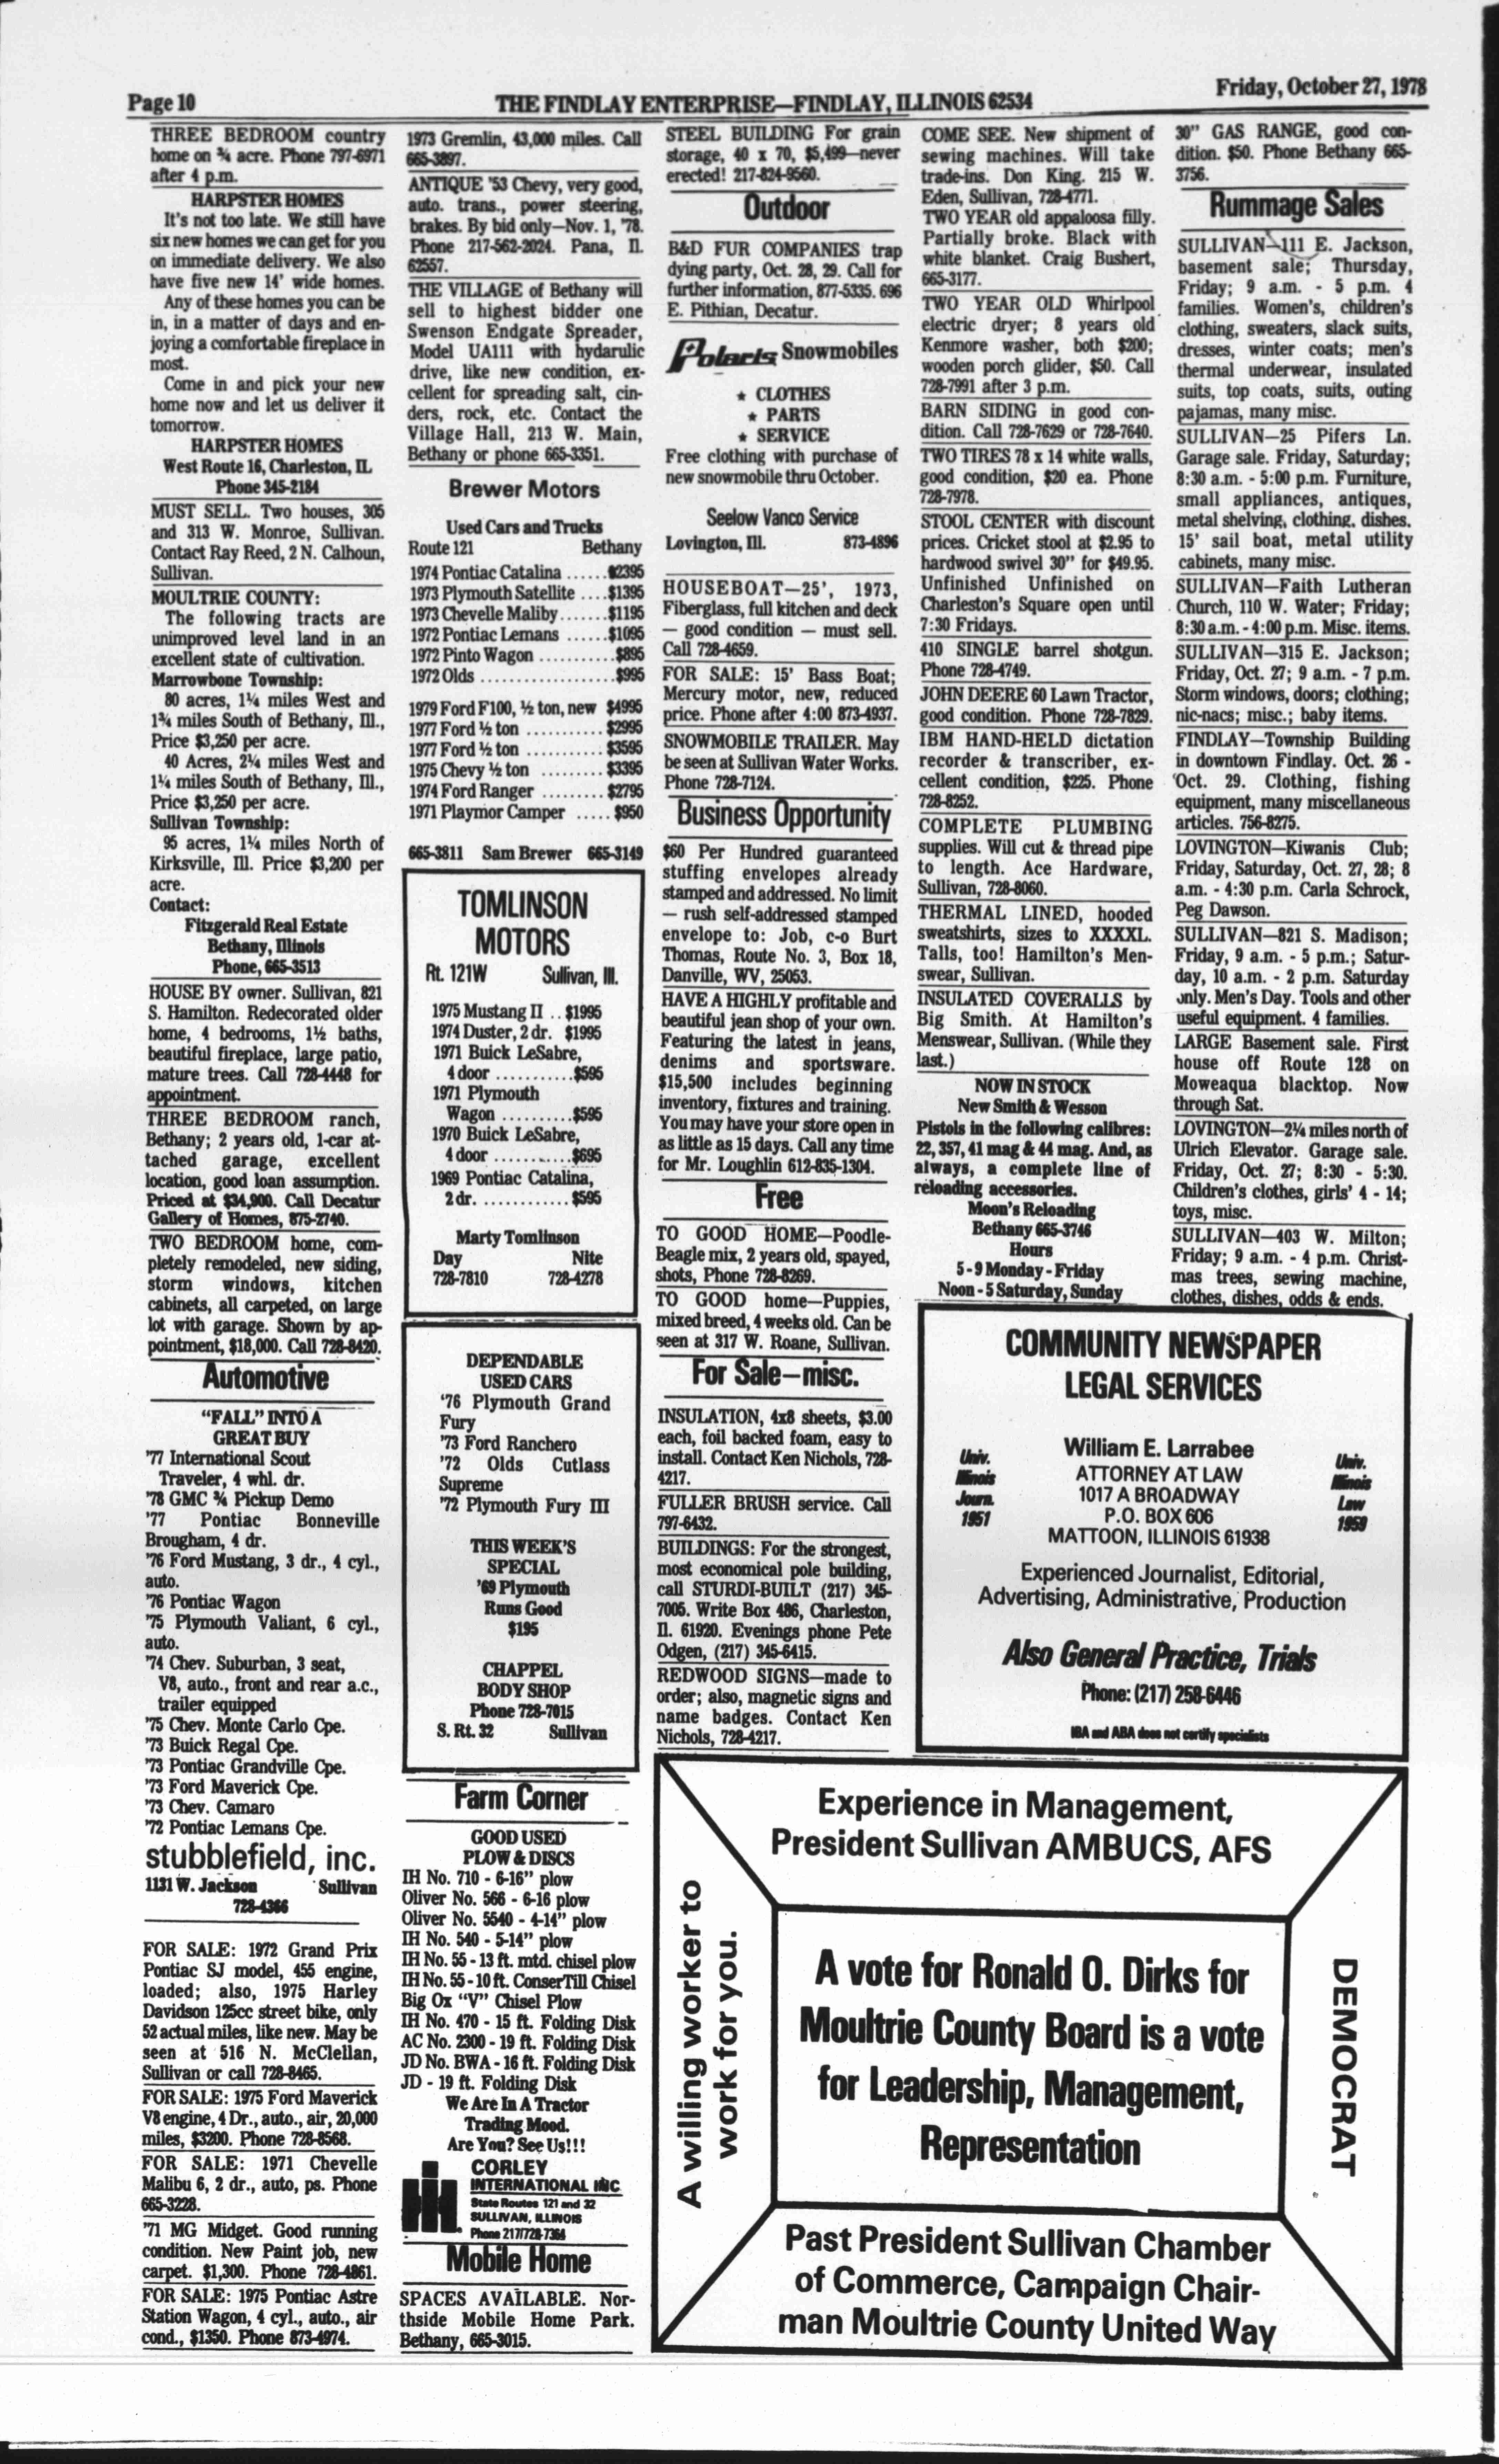 Page 10
THE FINDLAY ENTERPRISE—FINDLAY, ILLINOIS 62534
Friday, October 27, 1978
THREE BEDROOM country
home on ¾ acre. Phone 797-6971
after 4 p.m.
HARPSTER HOMES
It's not too late. We still have
six new homes we can get for you
on immediate delivery. We also
have five new 14' wide homes.
Any of these homes you can be
in, in a matter of days and en-
joying a comfortable fireplace in
most.
Come in and pick your new
home now and let us deliver it
tomorrow.
HARPSTER HOMES
West Route 16, Charleston, IL
Phone 345-2184
MUST SELL. Two houses, 305
and 313 W. Monroe, Sullivan.
Contact Ray Reed, 2 N. Calhoun,
Sullivan.
MOULTRIE COUNTY:
The following tracts are
unimproved level land in an
excellent state of cultivation.
Marrowbone Township:
80 acres, 1¼ miles West and
1¾ miles South of Bethany, Ill.,
Price $3,250 per acre.
40 Acres, 2¼ miles West and
1¼ miles South of Bethany, Ill.,
Price $3,250 per acre.
Sullivan Township:
95 acres, 1¼ miles North of
Kirksville, Ill. Price $3,200 per
acre.
Contact:
Fitzgerald Real Estate
Bethany, Illinois
Phone, 665-3513
HOUSE BY owner. Sullivan, 821
S. Hamilton. Redecorated older
home, 4 bedrooms, 1½ baths,
beautiful fireplace, large patio,
mature trees. Call 728-4448 for
appointment.
THREE BEDROOM ranch,
Bethany; 2 years old, 1-car at-
tached garage, excellent
location, good loan assumption.
Priced at $34,900. Call Decatur
Gallery of Homes, 875-2740.
TWO BEDROOM home, com-
pletely remodeled, new siding,
storm windows, kitchen
cabinets, all carpeted, on large
lot with garage. Shown by ap-
pointment, $18,000. Call 728-8420.
Automotive
"FALL" INTO A
GREAT BUY
'77 International Scout
Traveler, 4 whl. dr.
'78 GMC ¾ Pickup Demo
'77 Pontiac Bonneville
Brougham, 4 dr.
'76 Ford Mustang, 3 dr., 4 cyl.,
auto.
'76 Pontiac Wagon
'75 Plymouth Valiant, 6 cyl.,
auto.
'74 Chev. Suburban, 3 seat,
V8, auto., front and rear a.c.,
trailer equipped
'75 Chev. Monte Carlo Cpe.
'73 Buick Regal Cpe.
'73 Pontiac Grandville Cpe.
'73 Ford Maverick Cpe.
'73 Chev. Camaro
'72 Pontiac Lemans Cpe.
stubblefield, inc.
1131 W. Jackson Sullivan
728-4366
FOR SALE: 1972 Grand Prix
Pontiac SJ model, 455 engine,
loaded; also, 1975 Harley
Davidson 125cc street bike, only
52 actual miles, like new. May be
seen at 516 N. McClellan,
Sullivan or call 728-8465.
FOR SALE: 1975 Ford Maverick
V8 engine, 4 Dr., auto., air, 20,000
miles, $3200. Phone 728-8568.
FOR SALE: 1971 Chevelle
Malibu 6, 2 dr., auto, ps. Phone
665-3228.
'71 MG Midget. Good running
condition. New Paint job, new
carpet. $1,300. Phone 728-4861.
FOR SALE: 1975 Pontiac Astre
Station Wagon, 4 cyl., auto., air
cond., $1350. Phone 873-4974.
1973 Gremlin, 43,000 miles. Call
665-3897.
ANTIQUE '53 Chevy, very good,
auto. trans., power steering,
brakes. By bid only—Nov. 1, '78.
Phone 217-562-2024. Pana, Il.
62557.
THE VILLAGE of Bethany will
sell to highest bidder one
Swenson Endgate Spreader,
Model UA111 with hydarulic
drive, like new condition, ex-
cellent for spreading salt, cin-
ders, rock, etc. Contact the
Village Hall, 213 W. Main,
Bethany or phone 665-3351.
Brewer Motors
Used Cars and Trucks
Route 121 Bethany
1974 Pontiac Catalina ...... $2395
1973 Plymouth Satellite .... $1395
1973 Chevelle Maliby ....... $1195
1972 Pontiac Lemans ...... $1095
1972 Pinto Wagon .......... $895
1972 Olds .................. $995
1979 Ford F100, ½ ton, new $4995
1977 Ford ½ ton ........... $2995
1977 Ford ½ ton ........... $3595
1975 Chevy ½ ton ......... $3395
1974 Ford Ranger ......... $2795
1971 Playmor Camper ..... $950
665-3811 Sam Brewer 665-3149
TOMLINSON
MOTORS
Rt. 121W Sullivan, Ill.
1975 Mustang II .. $1995
1974 Duster, 2 dr. $1995
1971 Buick LeSabre,
4 door ........... $595
1971 Plymouth
Wagon .......... $595
1970 Buick LeSabre,
4 door ........... $695
1969 Pontiac Catalina,
2 dr. ............ $595
Marty Tomlinson
Day Nite
728-7810 728-4278
DEPENDABLE
USED CARS
'76 Plymouth Grand
Fury
'73 Ford Ranchero
'72 Olds Cutlass
Supreme
'72 Plymouth Fury III
THIS WEEK'S
SPECIAL
'69 Plymouth
Runs Good
$195
CHAPPEL
BODY SHOP
Phone 728-7015
S. Rt. 32 Sullivan
Farm Corner
GOOD USED
PLOW & DISCS
IH No. 710 - 6-16" plow
Oliver No. 566 - 6-16 plow
Oliver No. 5540 - 4-14" plow
IH No. 540 - 5-14" plow
IH No. 55 - 13 ft. mtd. chisel plow
IH No. 55 - 10 ft. ConserTill Chisel
Big Ox "V" Chisel Plow
IH No. 470 - 15 ft. Folding Disk
AC No. 2300 - 19 ft. Folding Disk
JD No. BWA - 16 ft. Folding Disk
JD - 19 ft. Folding Disk
We Are In A Tractor
Trading Mood.
Are You? See Us!!!
CORLEY
INTERNATIONAL INC
State Routes 121 and 32
SULLIVAN, ILLINOIS
Phone 217/728-7364
Mobile Home
SPACES AVAILABLE. Nor-
thside Mobile Home Park.
Bethany, 665-3015.
STEEL BUILDING For grain
storage, 40 x 70, $5,499—never
erected! 217-824-9560.
Outdoor
B&D FUR COMPANIES trap
dying party, Oct. 28, 29. Call for
further information, 877-5335. 696
E. Pithian, Decatur.
Polaris Snowmobiles
★ CLOTHES
★ PARTS
★ SERVICE
Free clothing with purchase of
new snowmobile thru October.
Seelow Vanco Service
Lovington, Ill. 873-4896
HOUSEBOAT—25', 1973,
Fiberglass, full kitchen and deck
— good condition — must sell.
Call 728-4659.
FOR SALE: 15' Bass Boat;
Mercury motor, new, reduced
price. Phone after 4:00 873-4937.
SNOWMOBILE TRAILER. May
be seen at Sullivan Water Works.
Phone 728-7124.
Business Opportunity
$60 Per Hundred guaranteed
stuffing envelopes already
stamped and addressed. No limit
— rush self-addressed stamped
envelope to: Job, c-o Burt
Thomas, Route No. 3, Box 18,
Danville, WV, 25053.
HAVE A HIGHLY profitable and
beautiful jean shop of your own.
Featuring the latest in jeans,
denims and sportsware.
$15,500 includes beginning
inventory, fixtures and training.
You may have your store open in
as little as 15 days. Call any time
for Mr. Loughlin 612-835-1304.
Free
TO GOOD HOME—Poodle-
Beagle mix, 2 years old, spayed,
shots, Phone 728-8269.
TO GOOD home—Puppies,
mixed breed, 4 weeks old. Can be
seen at 317 W. Roane, Sullivan.
For Sale—misc.
INSULATION, 4x8 sheets, $3.00
each, foil backed foam, easy to
install. Contact Ken Nichols, 728-
4217.
FULLER BRUSH service. Call
797-6432.
BUILDINGS: For the strongest,
most economical pole building,
call STURDI-BUILT (217) 345-
7005. Write Box 486, Charleston,
Il. 61920. Evenings phone Pete
Odgen, (217) 345-6415.
REDWOOD SIGNS—made to
order; also, magnetic signs and
name badges. Contact Ken
Nichols, 728-4217.
COME SEE. New shipment of
sewing machines. Will take
trade-ins. Don King. 215 W.
Eden, Sullivan, 728-4771.
TWO YEAR old appaloosa filly.
Partially broke. Black with
white blanket. Craig Bushert,
665-3177.
TWO YEAR OLD Whirlpool
electric dryer; 8 years old
Kenmore washer, both $200;
wooden porch glider, $50. Call
728-7991 after 3 p.m.
BARN SIDING in good con-
dition. Call 728-7629 or 728-7640.
TWO TIRES 78 x 14 white walls,
good condition, $20 ea. Phone
728-7978.
STOOL CENTER with discount
prices. Cricket stool at $2.95 to
hardwood swivel 30" for $49.95.
Unfinished Unfinished on
Charleston's Square open until
7:30 Fridays.
410 SINGLE barrel shotgun.
Phone 728-4749.
JOHN DEERE 60 Lawn Tractor,
good condition. Phone 728-7829.
IBM HAND-HELD dictation
recorder & transcriber, ex-
cellent condition, $225. Phone
728-8252.
COMPLETE PLUMBING
supplies. Will cut & thread pipe
to length. Ace Hardware,
Sullivan, 728-8060.
THERMAL LINED, hooded
sweatshirts, sizes to XXXXL.
Talls, too! Hamilton's Men-
swear, Sullivan.
INSULATED COVERALLS by
Big Smith. At Hamilton's
Menswear, Sullivan. (While they
last.)
NOW IN STOCK
New Smith & Wesson
Pistols in the following calibres:
22, 357, 41 mag & 44 mag. And, as
always, a complete line of
reloading accessories.
Moon's Reloading
Bethany 665-3746
Hours
5 - 9 Monday - Friday
Noon - 5 Saturday, Sunday
30" GAS RANGE, good con-
dition. $50. Phone Bethany 665-
3756.
Rummage Sales
SULLIVAN—111 E. Jackson,
basement sale; Thursday,
Friday; 9 a.m. - 5 p.m. 4
families. Women's, children's
clothing, sweaters, slack suits,
dresses, winter coats; men's
thermal underwear, insulated
suits, top coats, suits, outing
pajamas, many misc.
SULLIVAN—25 Pifers Ln.
Garage sale. Friday, Saturday;
8:30 a.m. - 5:00 p.m. Furniture,
small appliances, antiques,
metal shelving, clothing, dishes,
15' sail boat, metal utility
cabinets, many misc.
SULLIVAN—Faith Lutheran
Church, 110 W. Water; Friday;
8:30 a.m. - 4:00 p.m. Misc. items.
SULLIVAN—315 E. Jackson;
Friday, Oct. 27; 9 a.m. - 7 p.m.
Storm windows, doors; clothing;
nic-nacs; misc.; baby items.
FINDLAY—Township Building
in downtown Findlay. Oct. 26 -
Oct. 29. Clothing, fishing
equipment, many miscellaneous
articles. 756-8275.
LOVINGTON—Kiwanis Club;
Friday, Saturday, Oct. 27, 28; 8
a.m. - 4:30 p.m. Carla Schrock,
Peg Dawson.
SULLIVAN—821 S. Madison;
Friday, 9 a.m. - 5 p.m.; Satur-
day, 10 a.m. - 2 p.m. Saturday
only. Men's Day. Tools and other
useful equipment. 4 families.
LARGE Basement sale. First
house off Route 128 on
Moweaqua blacktop. Now
through Sat.
LOVINGTON—2¼ miles north of
Ulrich Elevator. Garage sale.
Friday, Oct. 27; 8:30 - 5:30.
Children's clothes, girls' 4 - 14;
toys, misc.
SULLIVAN—403 W. Milton;
Friday; 9 a.m. - 4 p.m. Christ-
mas trees, sewing machine,
clothes, dishes, odds & ends.
COMMUNITY NEWSPAPER
LEGAL SERVICES
William E. Larrabee
ATTORNEY AT LAW
1017 A BROADWAY
P.O. BOX 606
MATTOON, ILLINOIS 61938
Univ.
Illinois
Journ.
1951
Univ.
Illinois
Law
1959
Experienced Journalist, Editorial,
Advertising, Administrative, Production
Also General Practice, Trials
Phone: (217) 258-6446
IBA and ABA does not certify specialists
Experience in Management,
President Sullivan AMBUCS, AFS
A willing worker to
work for you.
A vote for Ronald O. Dirks for
Moultrie County Board is a vote
for Leadership, Management,
Representation
DEMOCRAT
Past President Sullivan Chamber
of Commerce, Campaign Chair-
man Moultrie County United Way